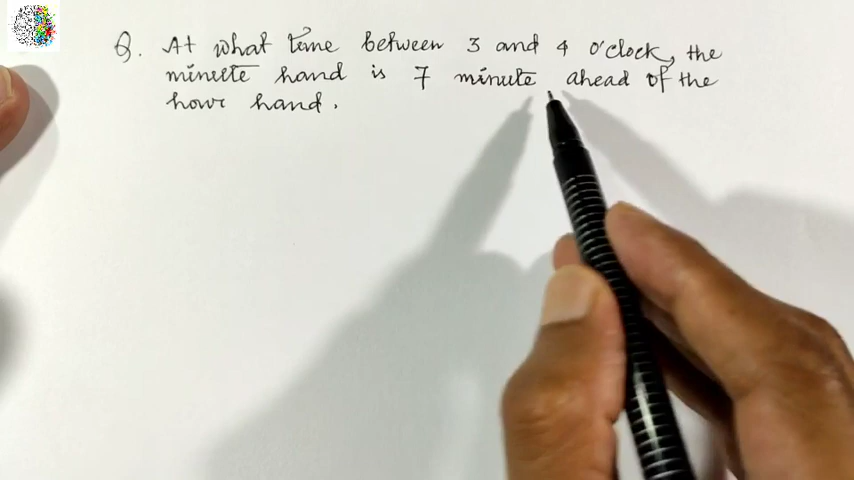 Q. At what time between 3 and 4 o'clock, the
minute hand is 7 minute ahead of the
hour hand.